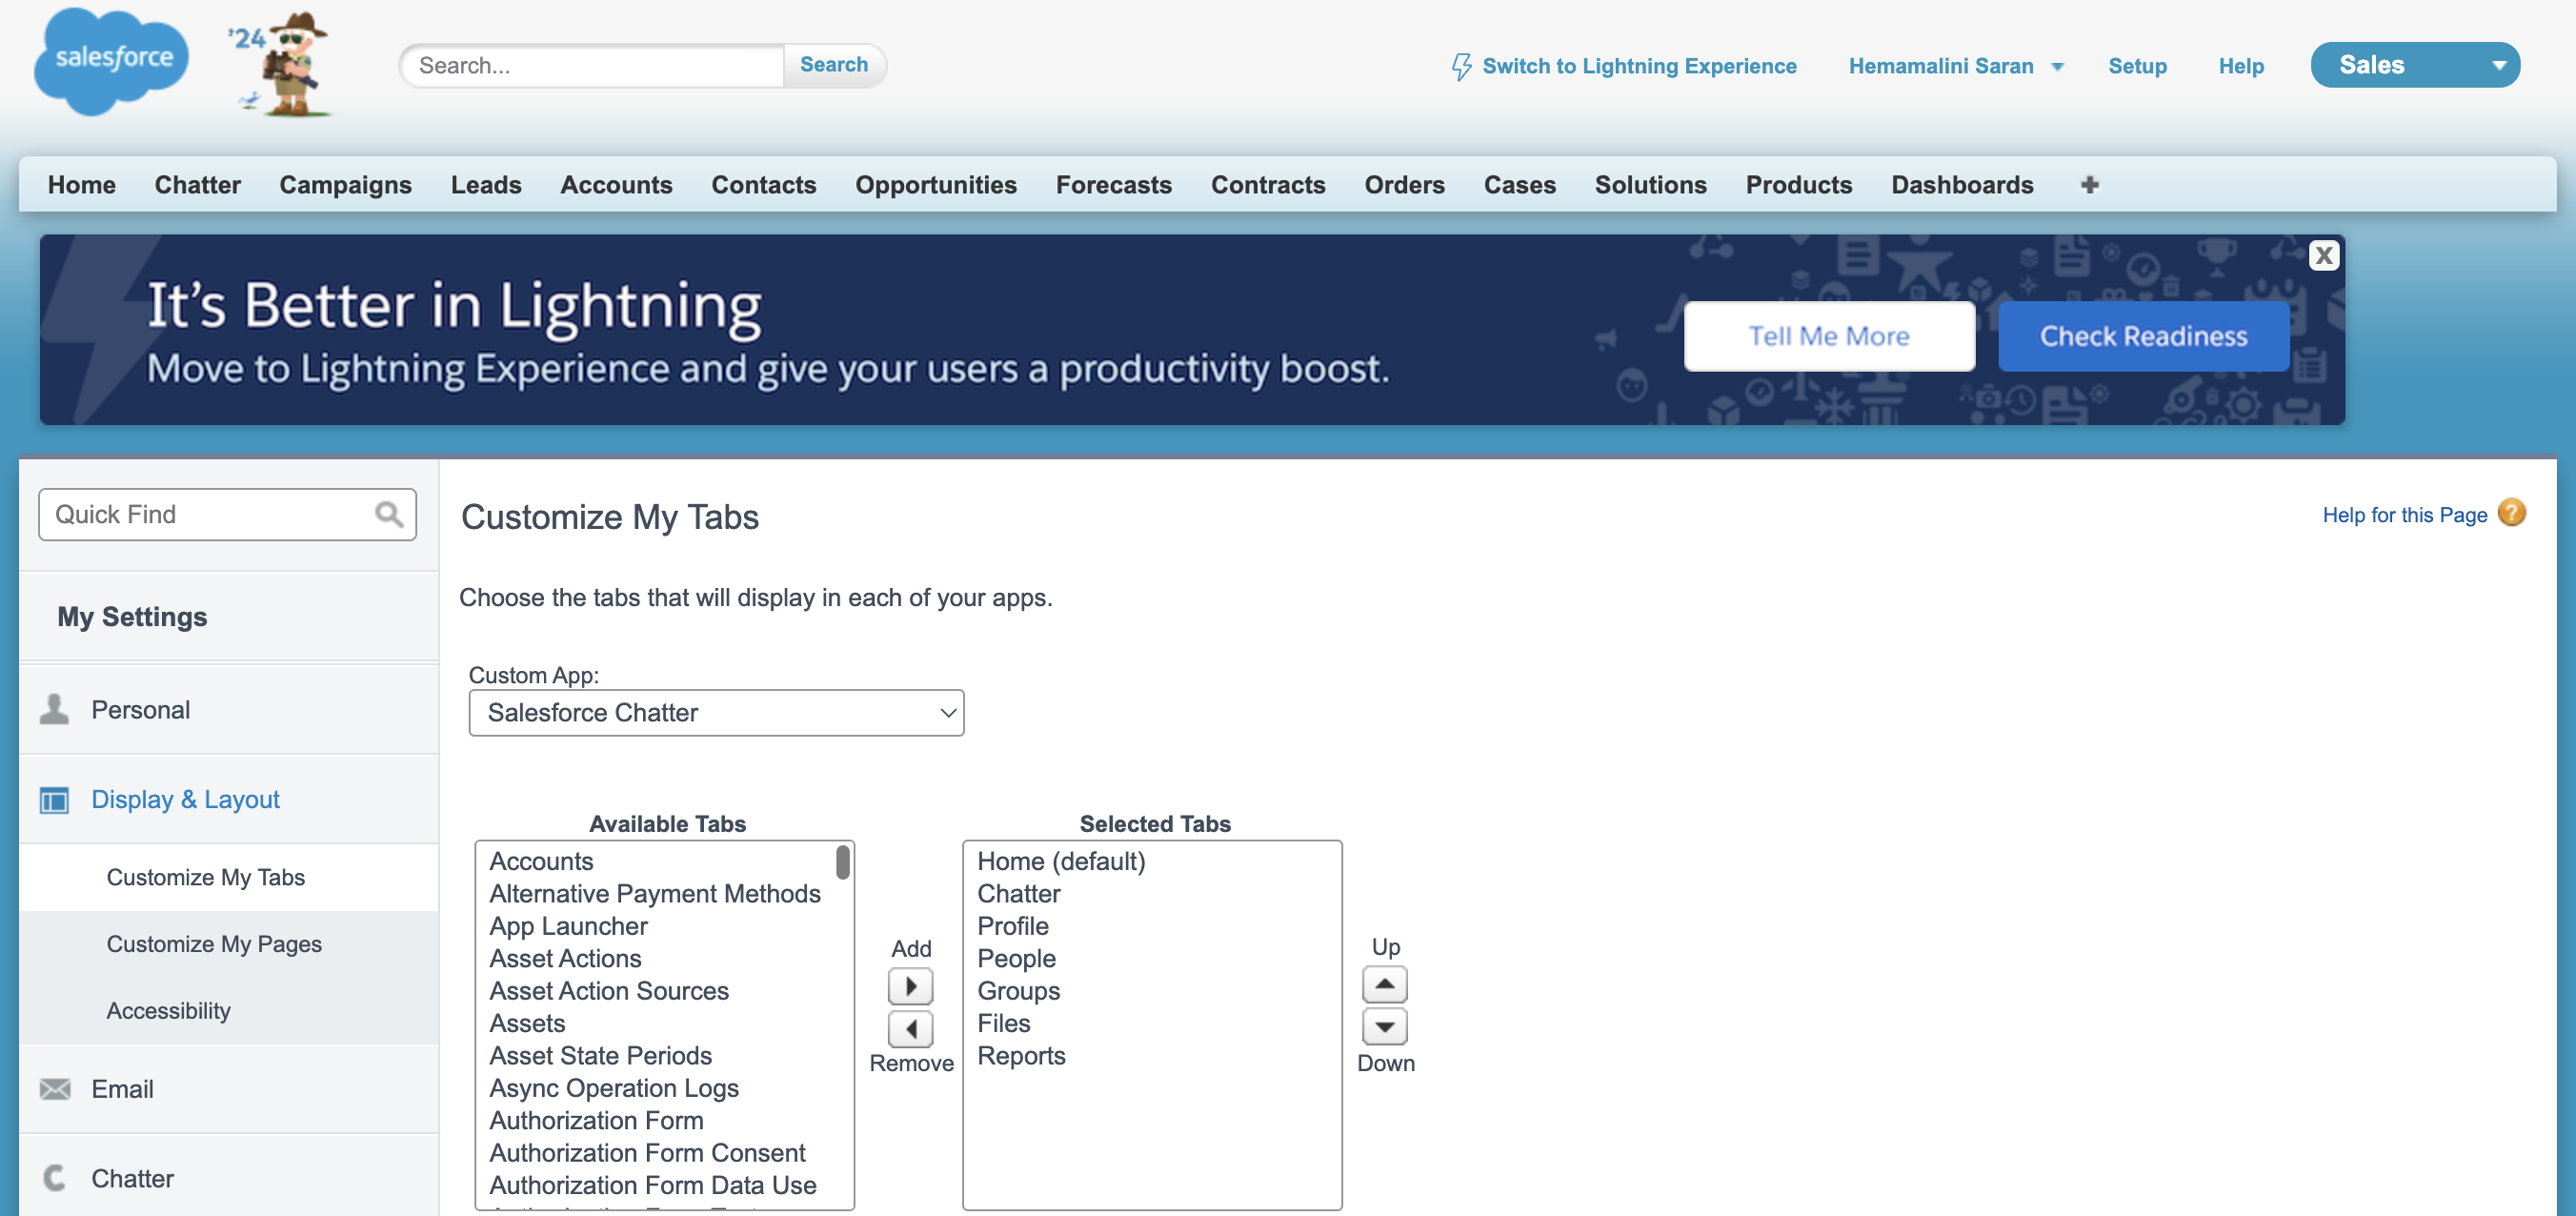 salesforce
'24
Search...
Search
Switch to Lightning Experience
Hemamalini Saran
Setup
Help
Sales
Home Chatter Campaigns Leads Accounts Contacts Opportunities Forecasts Contracts Orders Cases Solutions Products Dashboards +
It's Better in Lightning
Move to Lightning Experience and give your users a productivity boost.
Tell Me More
Check Readiness
X
Quick Find
My Settings
Personal
Display & Layout
Customize My Tabs
Customize My Pages
Accessibility
Email
Chatter
Customize My Tabs
Help for this Page ?
Choose the tabs that will display in each of your apps.
Custom App:
Salesforce Chatter
Available Tabs
Accounts
Alternative Payment Methods
App Launcher
Asset Actions
Asset Action Sources
Assets
Asset State Periods
Async Operation Logs
Authorization Form
Authorization Form Consent
Authorization Form Data Use
Add
Remove
Selected Tabs
Home (default)
Chatter
Profile
People
Groups
Files
Reports
Up
Down